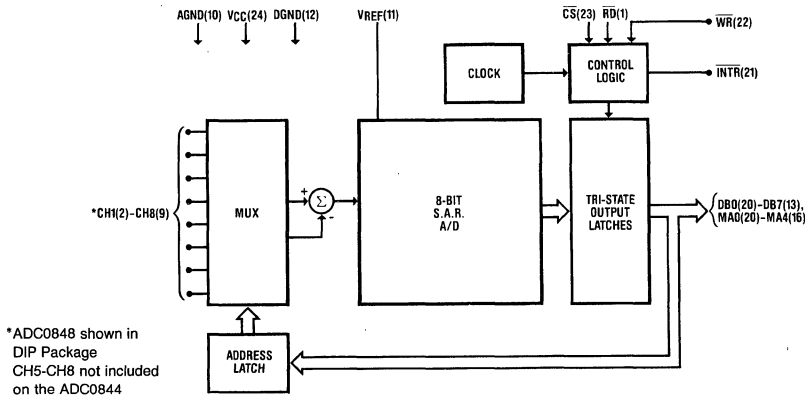 AGND(10) VCC(24) DGND(12) VREF(11) CS(23) RD(1)
WR(22)
CLOCK
CONTROL
LOGIC
INTR(21)
*CH1(2)-CH8(9)
MUX
+
Σ
-
8-BIT
S.A.R.
A/D
TRI-STATE
OUTPUT
LATCHES
DB0(20)-DB7(13),
MA0(20)-MA4(16)
*ADC0848 shown in
DIP Package
CH5-CH8 not included
on the ADC0844
ADDRESS
LATCH